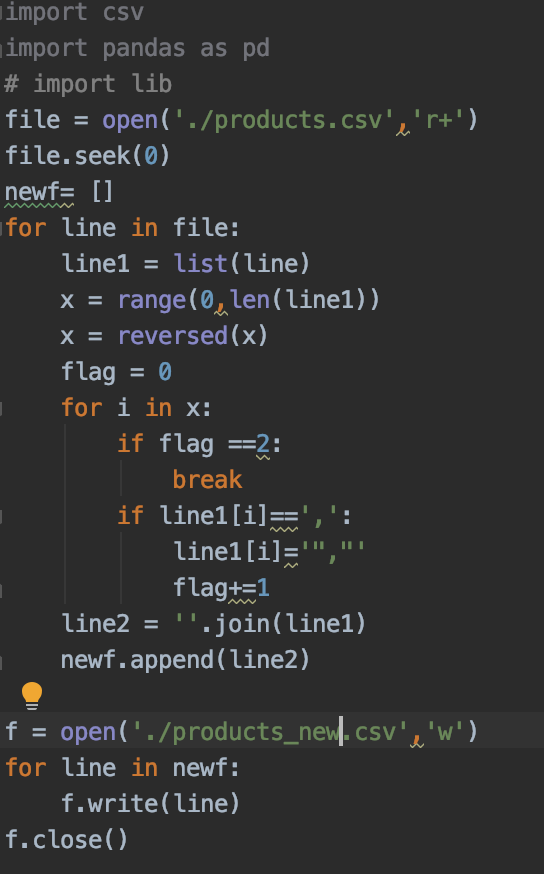 import csv
import pandas as pd
# import lib
file = open('./products.csv','r+')
file.seek(0)
newf= []
for line in file:
    line1 = list(line)
    x = range(0,len(line1))
    x = reversed(x)
    flag = 0
    for i in x:
        if flag ==2:
            break
        if line1[i]==',':
            line1[i]='","'
            flag+=1
    line2 = ''.join(line1)
    newf.append(line2)

f = open('./products_new.csv','w')
for line in newf:
    f.write(line)
f.close()